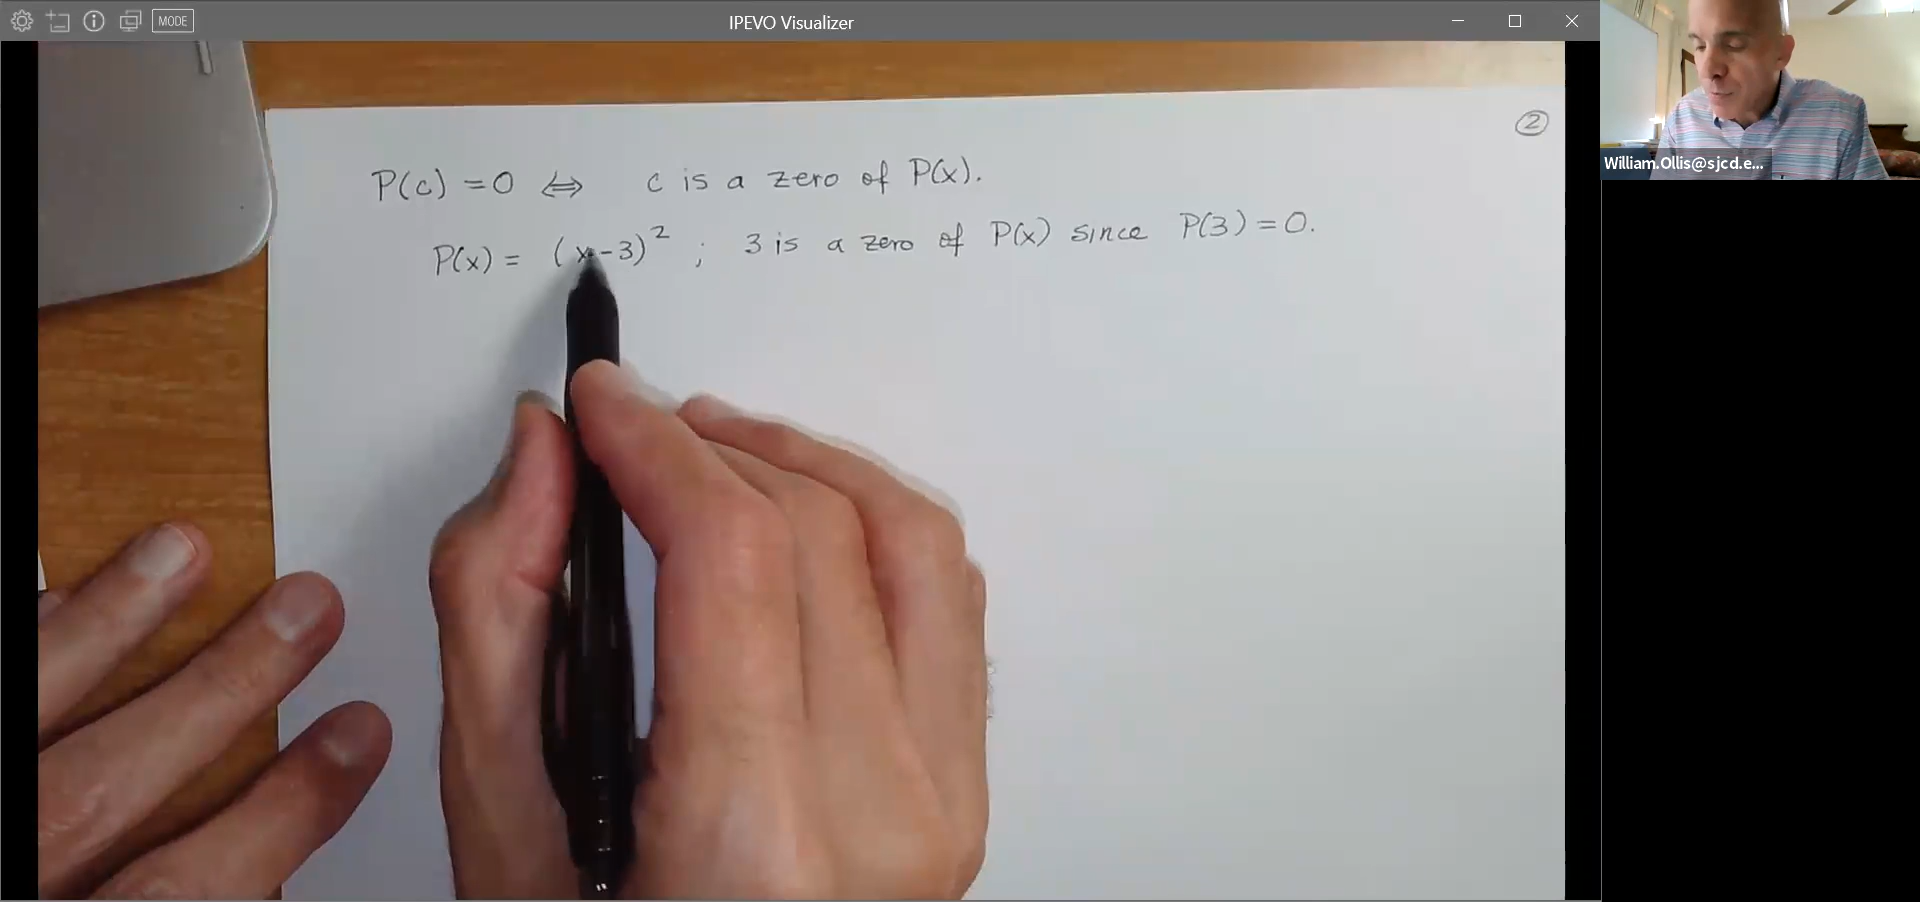 MODE
IPEVO Visualizer
William.Ollis@sjcd.e...
②
P(c) = 0 ⇔ c is a zero of P(x).
P(x) = (x-3)² ; 3 is a zero of P(x) since P(3) = 0.